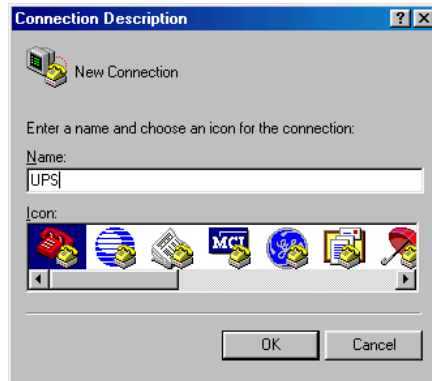 Connection Description
New Connection
Enter a name and choose an icon for the connection:
Name:
UPS
Icon:
MCI
OK
Cancel